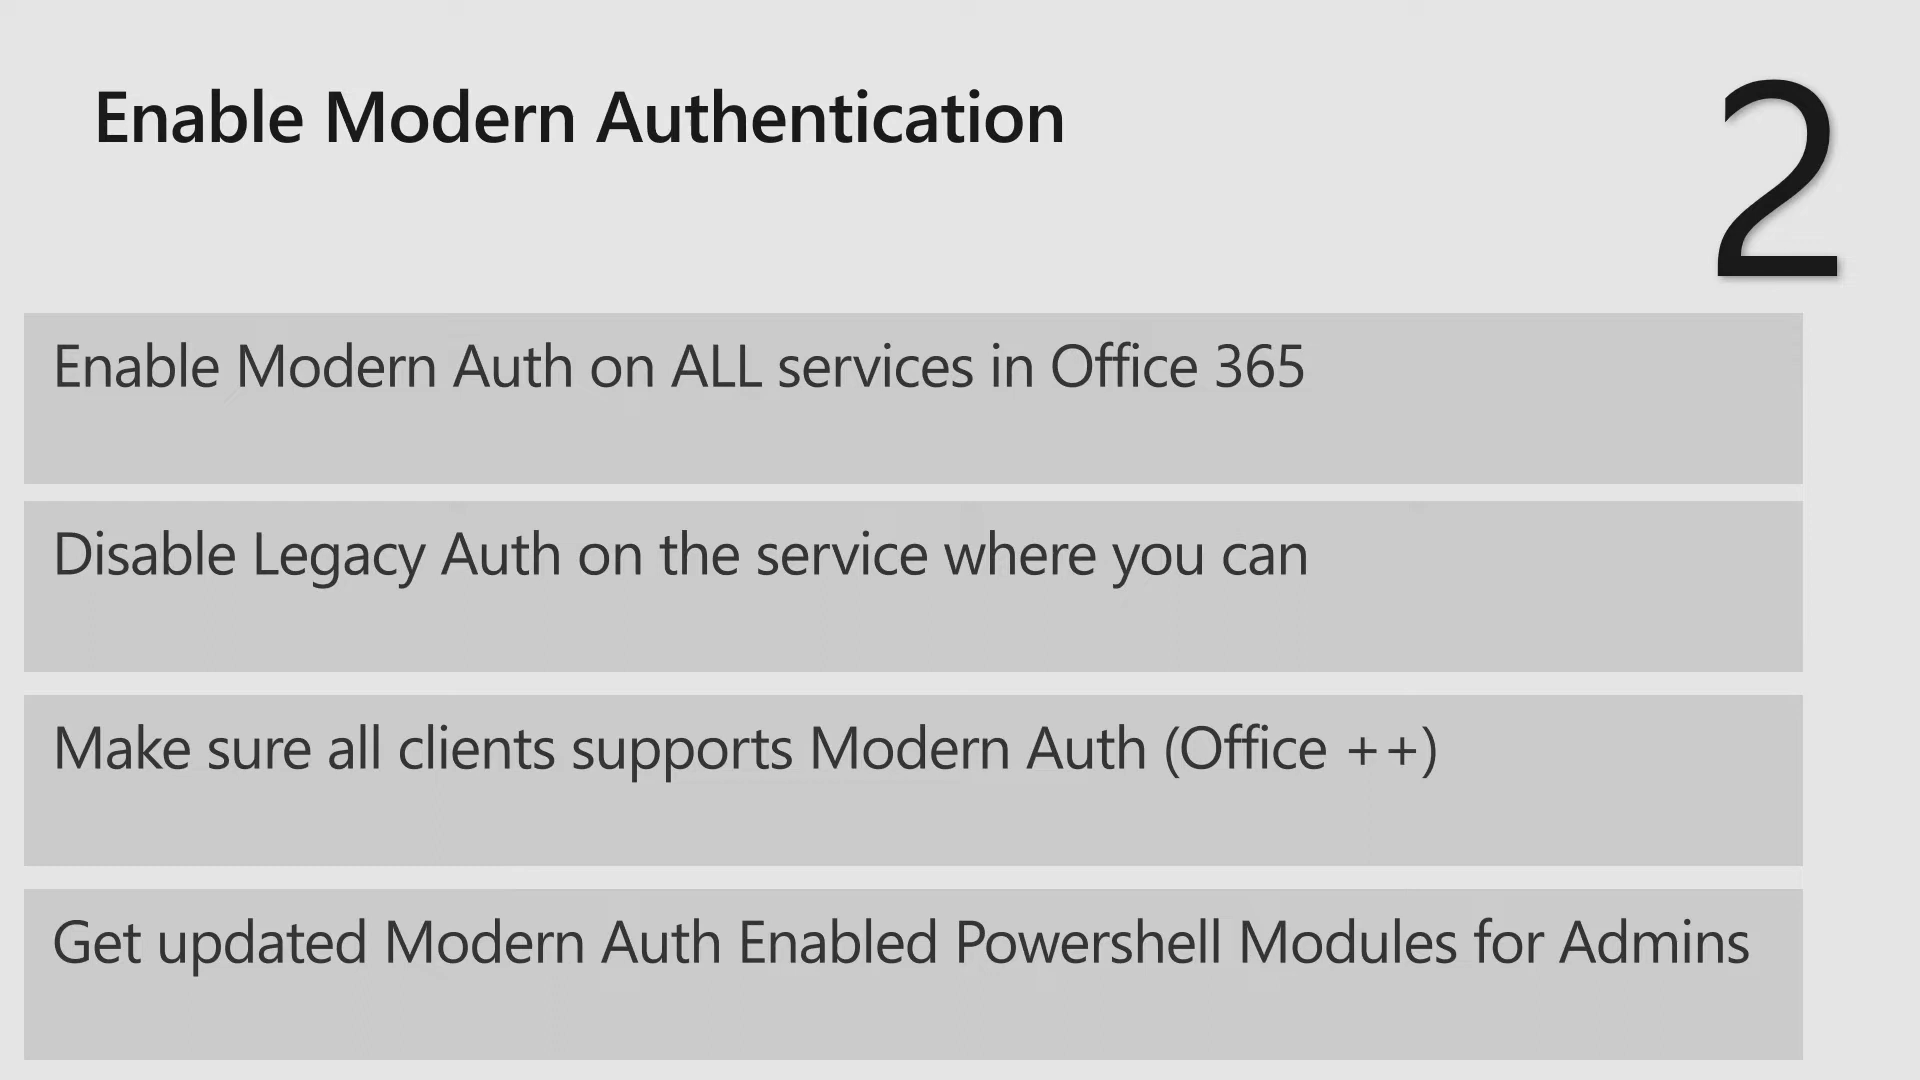 Enable Modern Authentication
2
Enable Modern Auth on ALL services in Office 365
Disable Legacy Auth on the service where you can
Make sure all clients supports Modern Auth (Office ++)
Get updated Modern Auth Enabled Powershell Modules for Admins